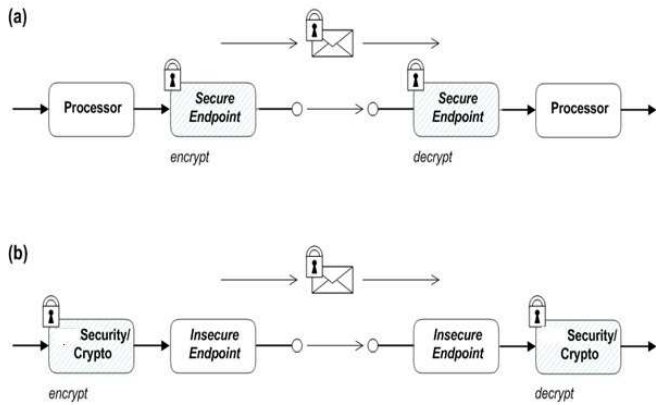 (a)
Processor
Secure
Endpoint
Secure
Endpoint
Processor
encrypt
decrypt
(b)
Security/
Crypto
Insecure
Endpoint
Insecure
Endpoint
Security/
Crypto
encrypt
decrypt